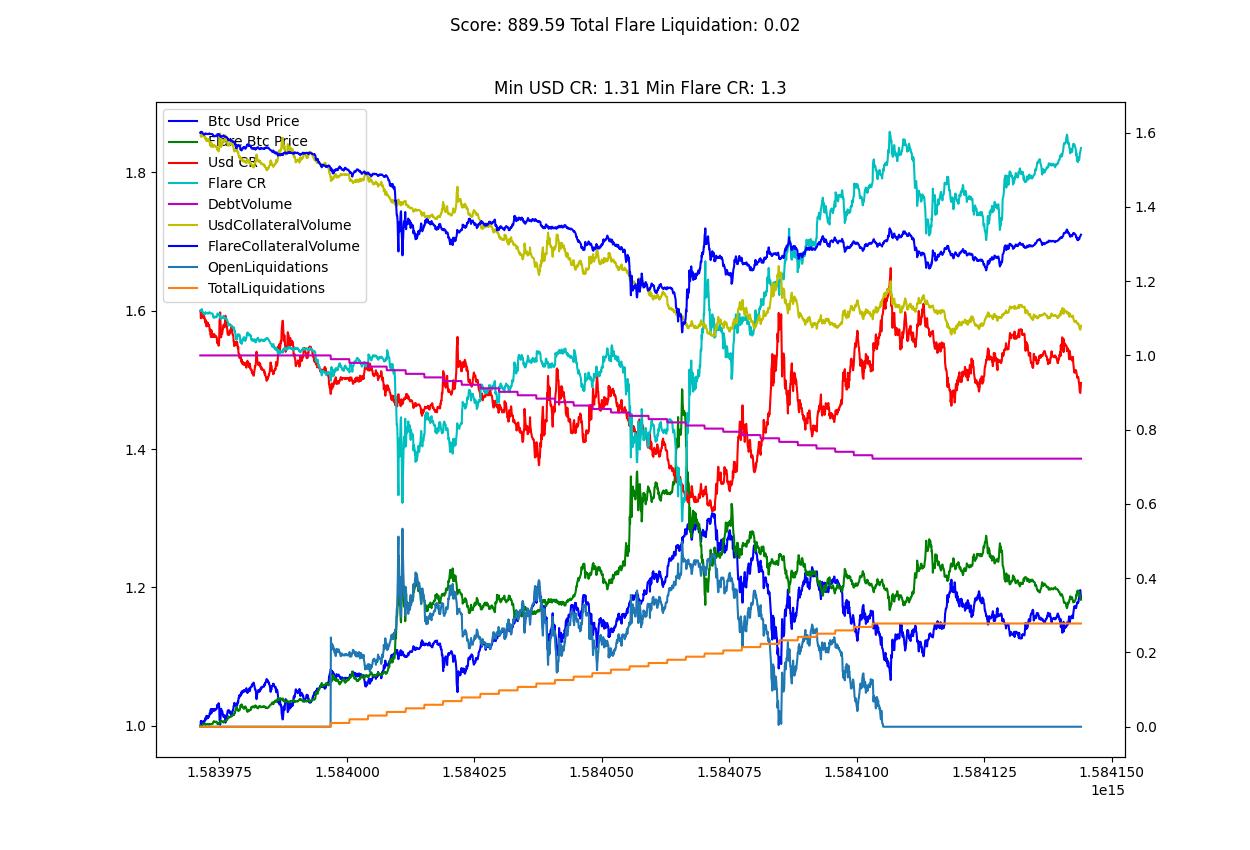 Score: 889.59 Total Flare Liquidation: 0.02
Min USD CR: 1.31 Min Flare CR: 1.3
Btc Usd Price
Flare Btc Price
Usd CR
Flare CR
DebtVolume
UsdCollateralVolume
FlareCollateralVolume
OpenLiquidations
TotalLiquidations
1.8
1.6
1.4
1.2
1.0
1.6
1.4
1.2
1.0
0.8
0.6
0.4
0.2
0.0
1.583975 1.584000 1.584025 1.584050 1.584075 1.584100 1.584125 1.584150
1e15